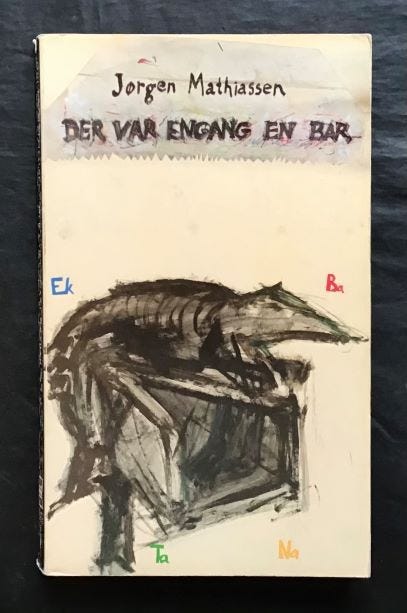 Jørgen Mathiassen
DER VAR ENGANG EN BAR
Ek
Ba
Ta
Na